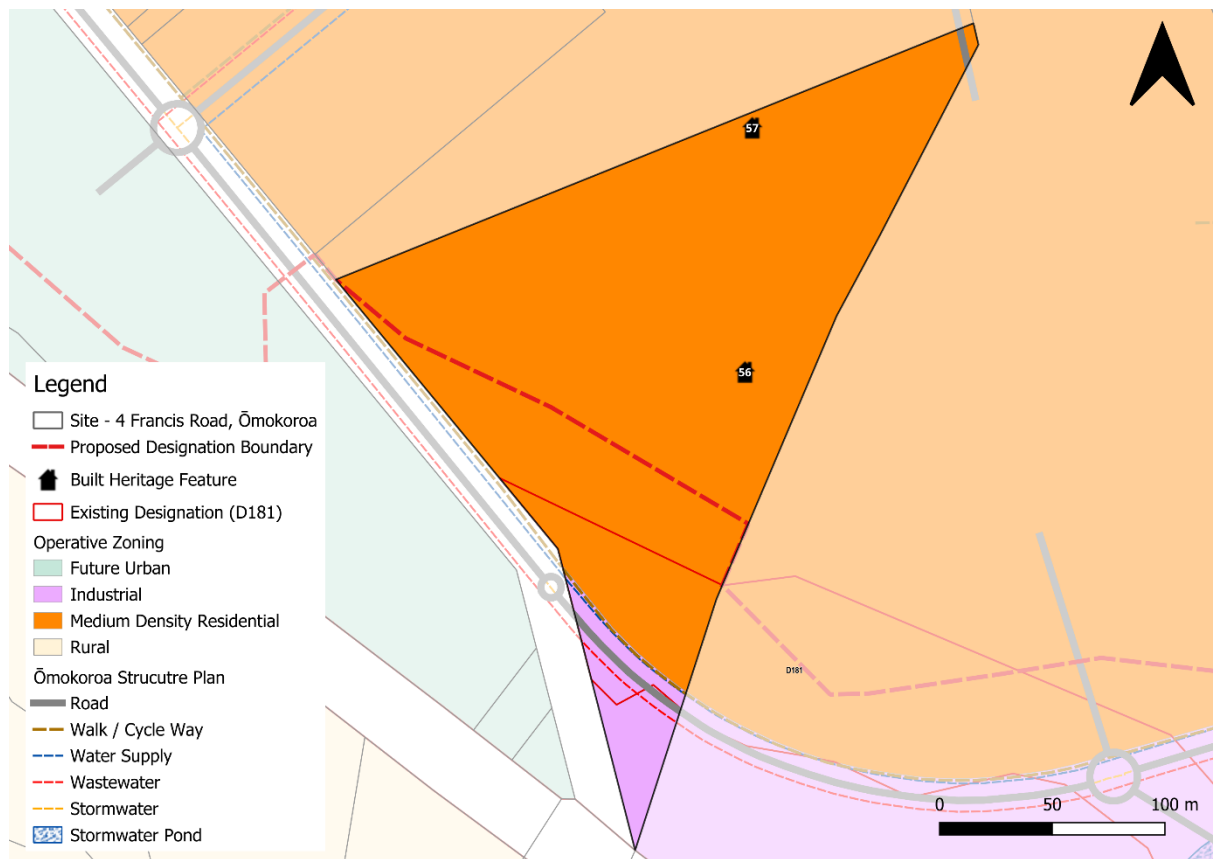 57
56
Legend
Site - 4 Francis Road, Ōmokoroa
Proposed Designation Boundary
Built Heritage Feature
Existing Designation (D181)
Operative Zoning
Future Urban
Industrial
Medium Density Residential
Rural
Ōmokoroa Strucutre Plan
Road
Walk / Cycle Way
Water Supply
Wastewater
Stormwater
Stormwater Pond
D181
0 50 100 m